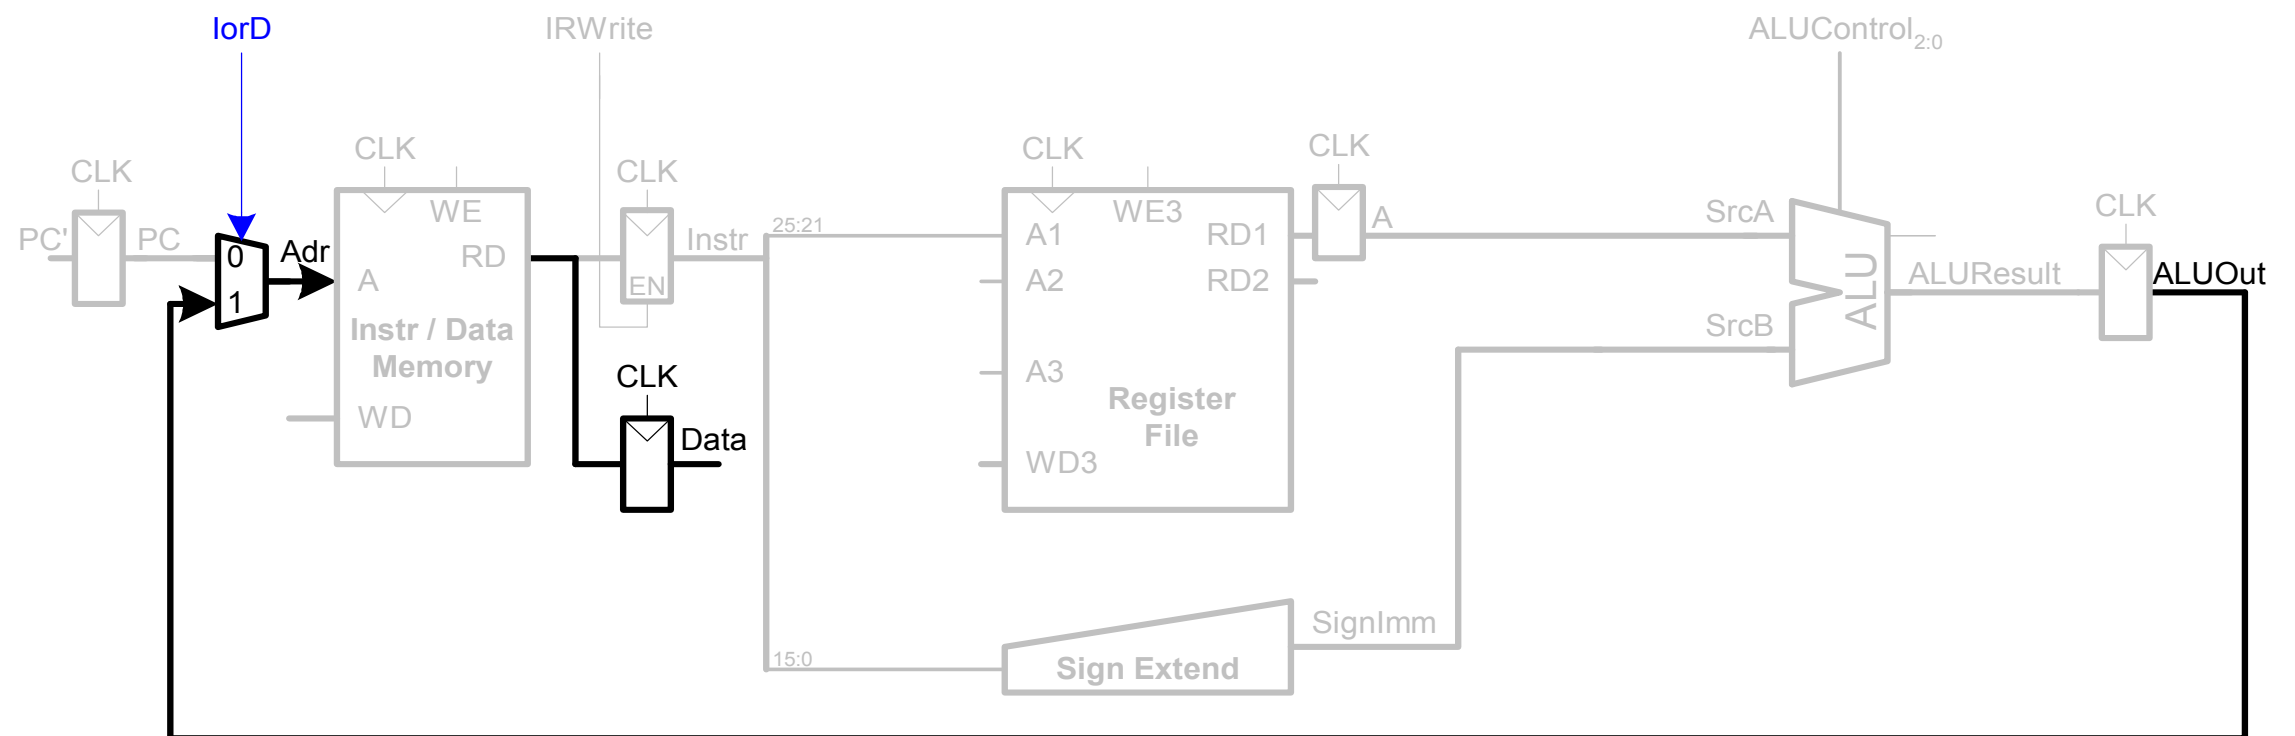 IorD
IRWrite
ALUControl2:0
CLK
CLK
CLK
CLK
CLK
CLK
PC'
PC
0
1
Adr
WE
RD
A
Instr / Data
Memory
WD
EN
Instr
CLK
Data
25:21
15:0
A1
WE3
RD1
A2
RD2
A3
Register
File
WD3
A
SignImm
Sign Extend
SrcA
SrcB
ALU
ALUResult
ALUOut